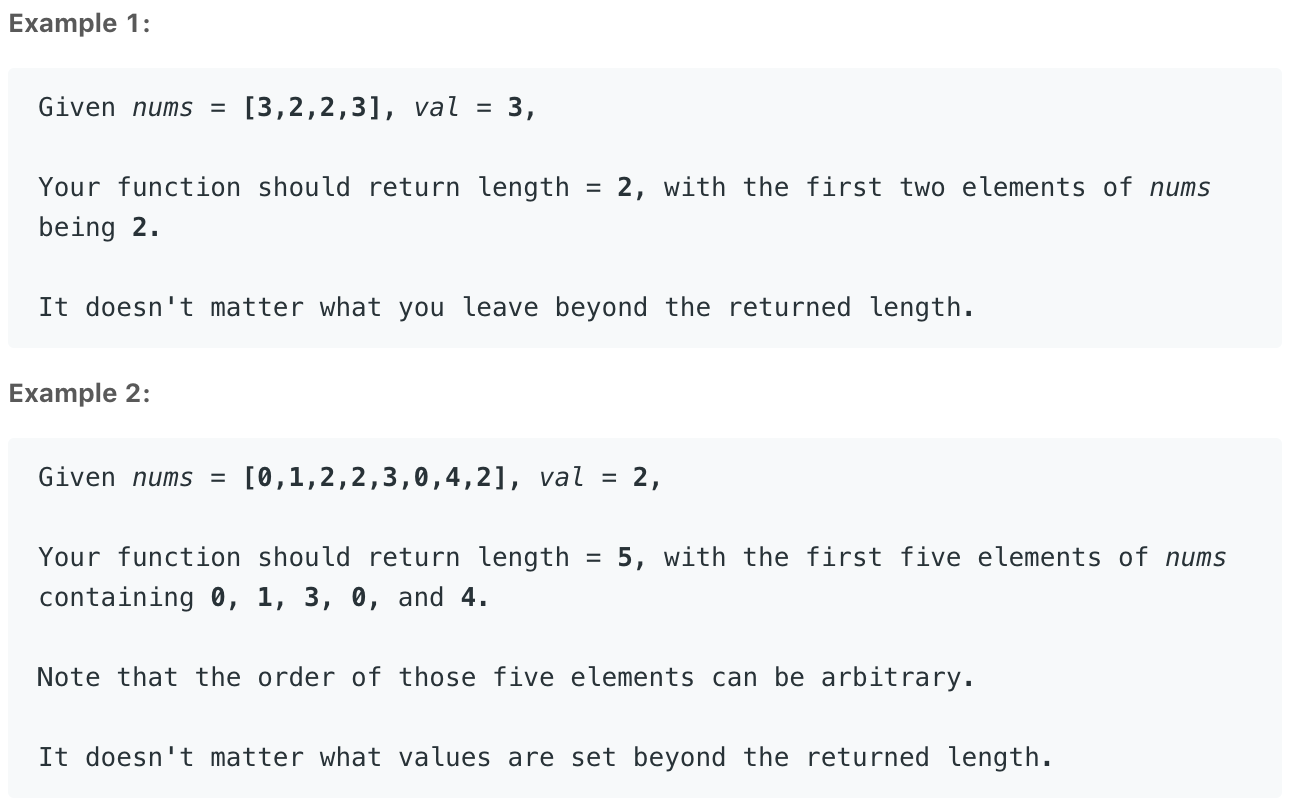 Example 1:
Given nums = [3,2,2,3], val = 3,
Your function should return length = 2, with the first two elements of nums
being 2.
It doesn't matter what you leave beyond the returned length.
Example 2:
Given nums = [0,1,2,2,3,0,4,2], val = 2,
Your function should return length = 5, with the first five elements of nums
containing 0, 1, 3, 0, and 4.
Note that the order of those five elements can be arbitrary.
It doesn't matter what values are set beyond the returned length.